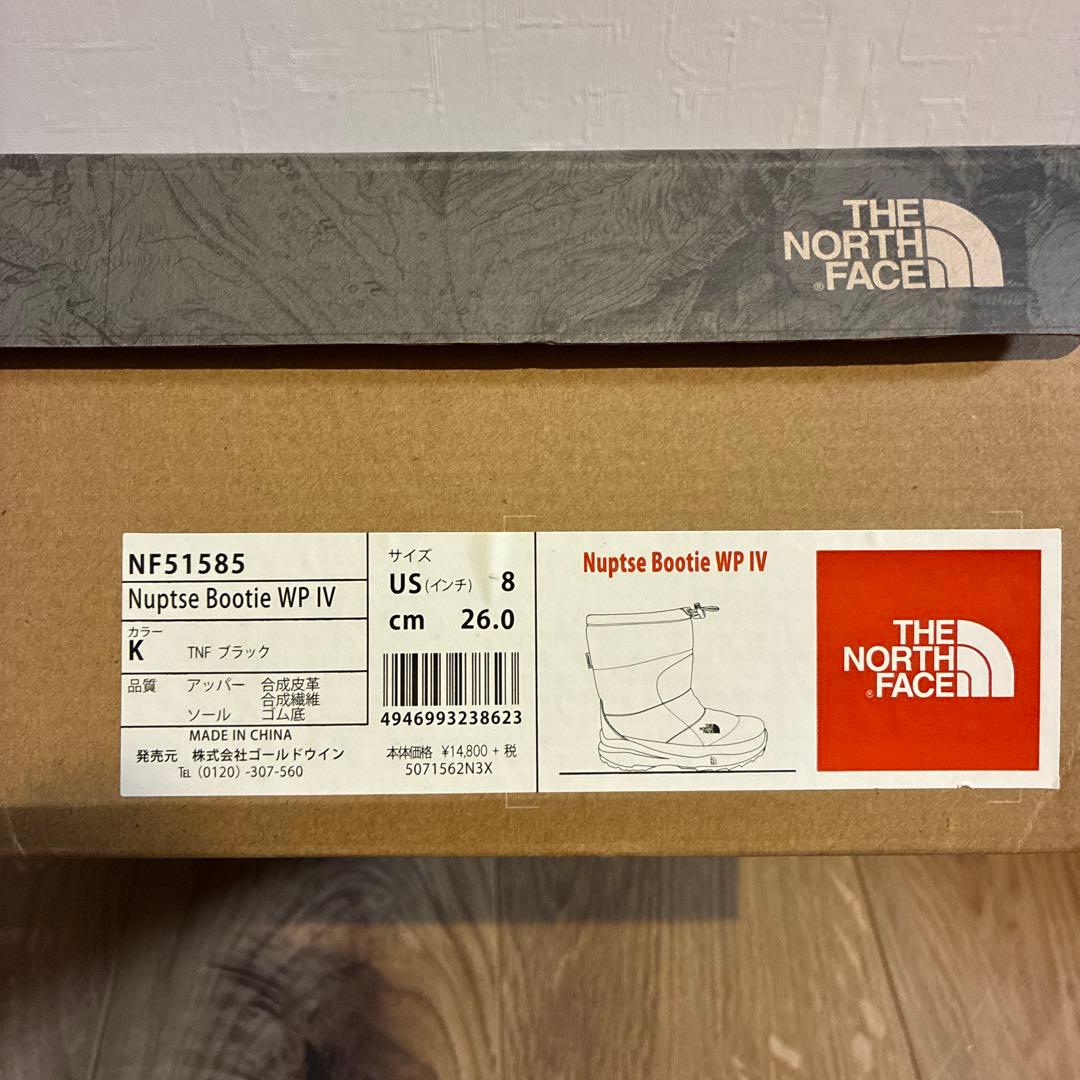 THE
NORTH
FACE
®
NF51585
Nuptse Bootie WP IV
カラー
K TNF ブラック
品質 アッパー 合成皮革
合成繊維
ソール ゴム底
MADE IN CHINA
発売元 株式会社ゴールドウイン
TEL (0120) -307-560
サイズ
US (インチ) 8
cm 26.0
4946993238623
本体価格 ¥14,800 + 税
5071562N3X
Nuptse Bootie WP IV
THE
NORTH
FACE
®
THE
NORTH
FACE